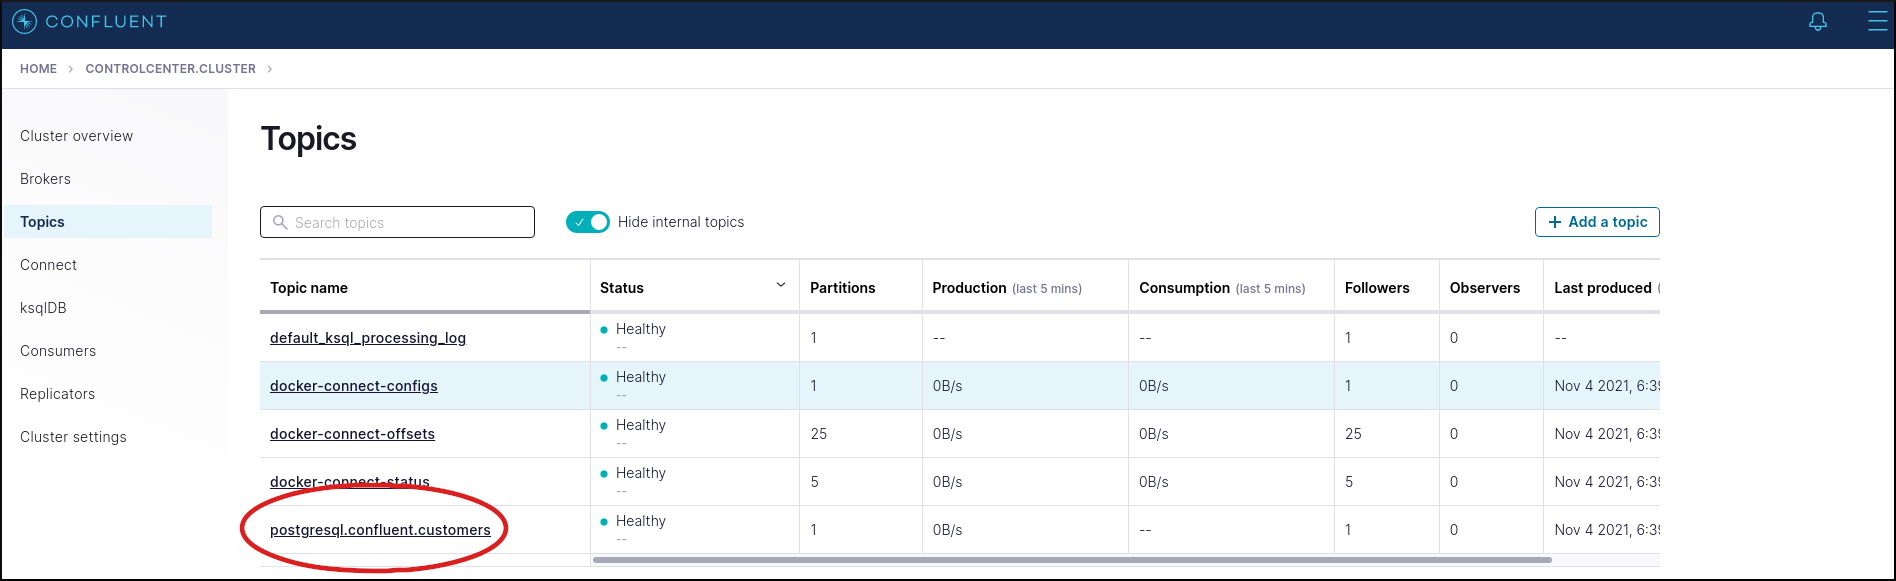 CONFLUENT
HOME > CONTROLCENTER.CLUSTER >
Cluster overview
Brokers
Topics
Connect
ksqlDB
Consumers
Replicators
Cluster settings
Topics
Search topics
Hide internal topics
+ Add a topic
Topic name Status Partitions Production (last 5 mins) Consumption (last 5 mins) Followers Observers Last produced (
default_ksql_processing_log Healthy 1 -- -- 1 0 --
--
docker-connect-configs Healthy 1 0B/s 0B/s 1 0 Nov 4 2021, 6:39
--
docker-connect-offsets Healthy 25 0B/s 0B/s 25 0 Nov 4 2021, 6:39
--
docker-connect-status Healthy 5 0B/s 0B/s 5 0 Nov 4 2021, 6:39
--
postgresql.confluent.customers Healthy 1 0B/s -- 1 0 Nov 4 2021, 6:39
--